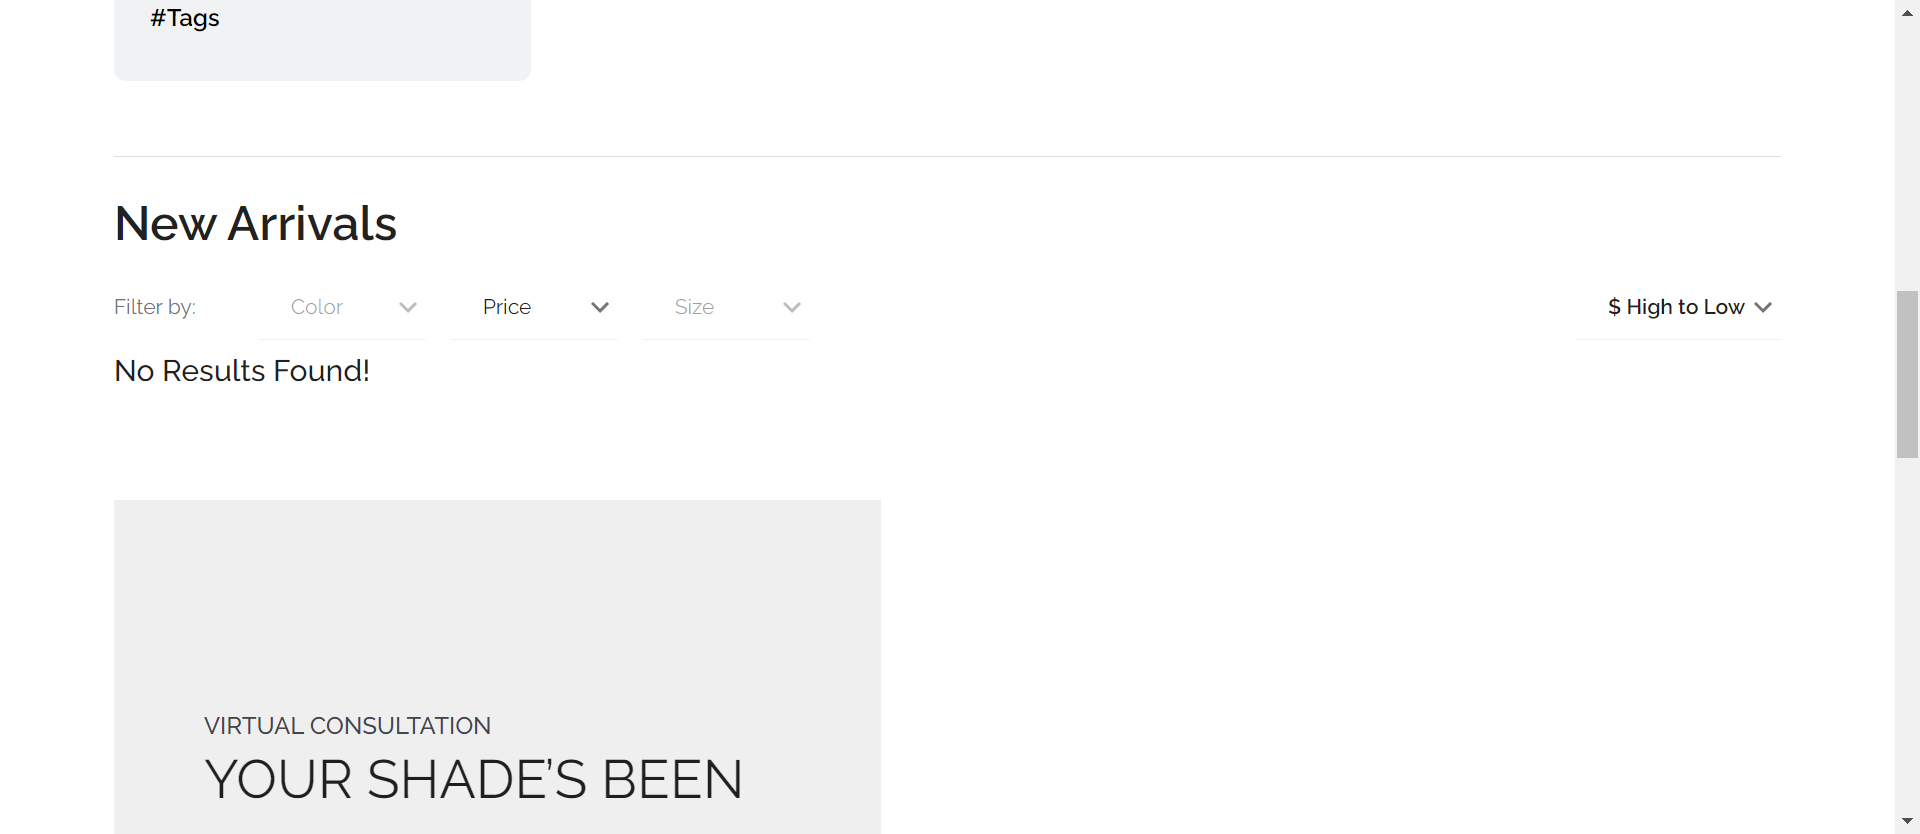 #Tags
New Arrivals
Filter by: Color Price Size $ High to Low
No Results Found!
VIRTUAL CONSULTATION
YOUR SHADE’S BEEN